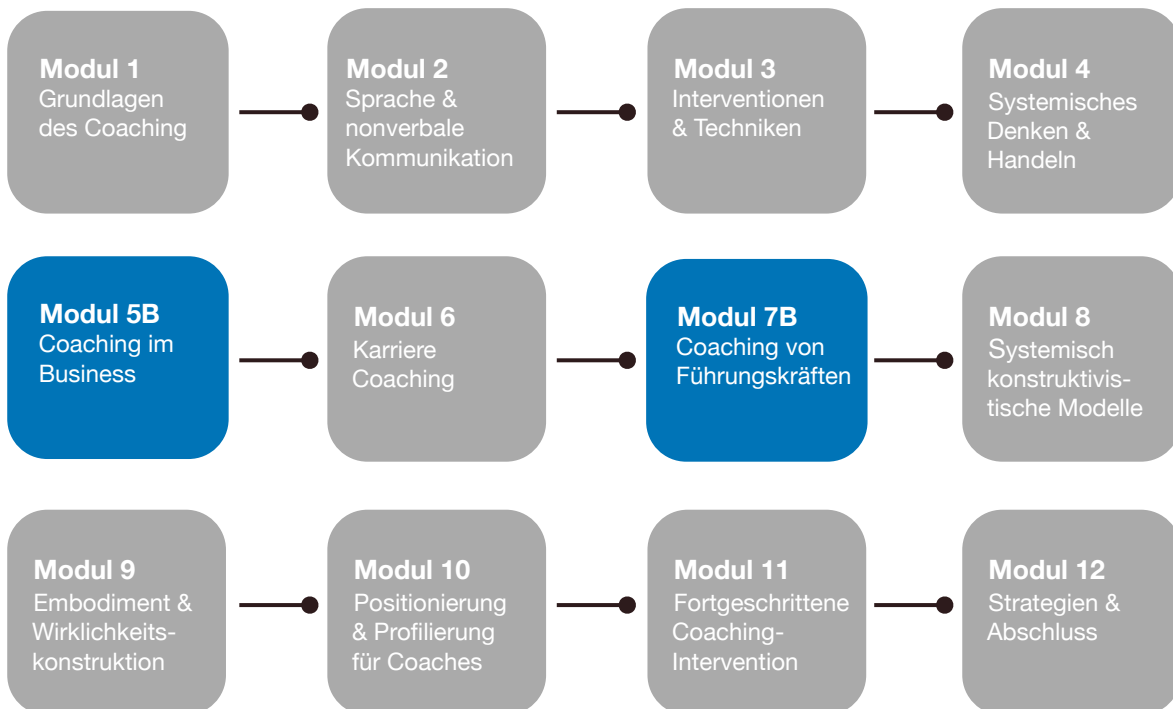 Modul 1
Grundlagen
des Coaching
Modul 2
Sprache &
nonverbale
Kommunikation
Modul 3
Interventionen
& Techniken
Modul 4
Systemisches
Denken &
Handeln
Modul 5B
Coaching im
Business
Modul 6
Karriere
Coaching
Modul 7B
Coaching von
Führungskräften
Modul 8
Systemisch
konstruktivis-
tische Modelle
Modul 9
Embodiment &
Wirklichkeits-
konstruktion
Modul 10
Positionierung
& Profilierung
für Coaches
Modul 11
Fortgeschrittene
Coaching-
Intervention
Modul 12
Strategien &
Abschluss